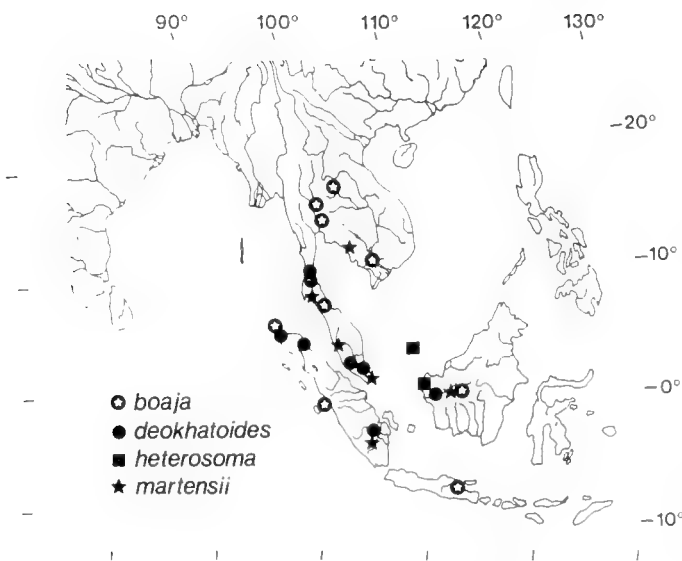 90° 100° 110° 120° 130°
–20°
–10°
–0°
boaja
deokhatoides
heterosoma
martensii
–10°